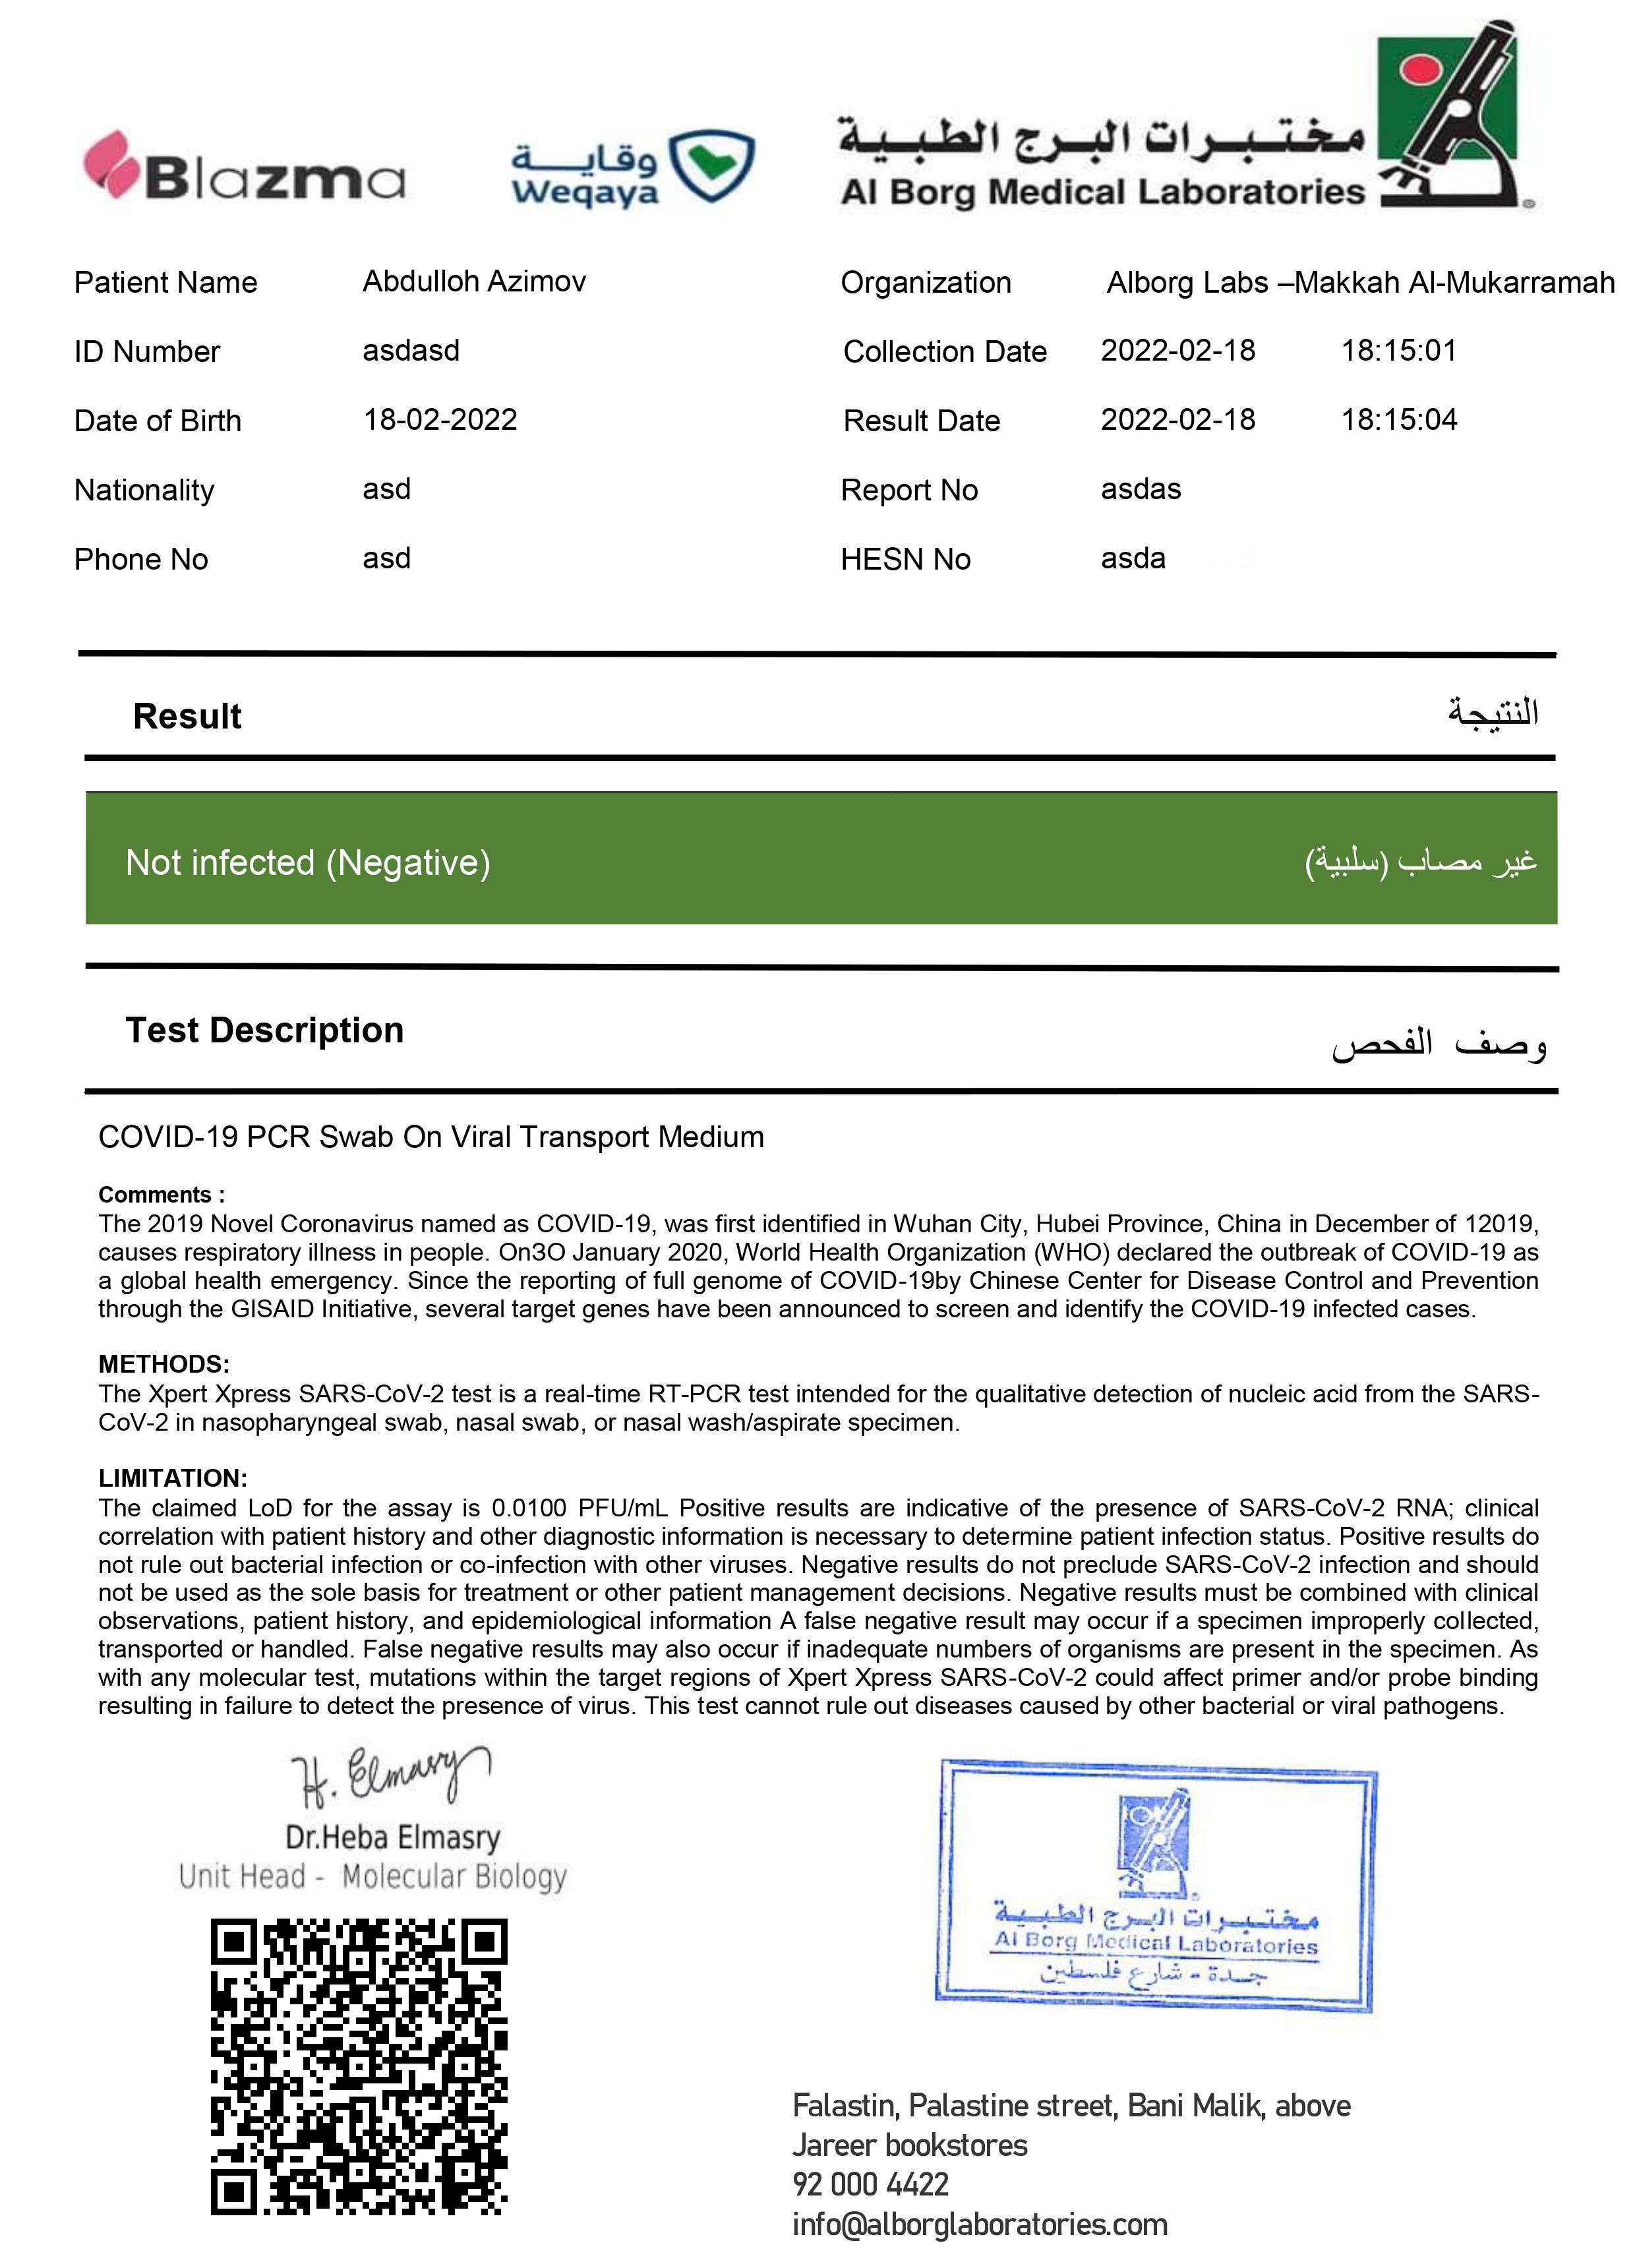 Blazma
وقاية
Weqaya
مختبرات البرج الطبية
Al Borg Medical Laboratories
®
Patient Name Abdulloh Azimov Organization Alborg Labs –Makkah Al-Mukarramah
ID Number asdasd Collection Date 2022-02-18 18:15:01
Date of Birth 18-02-2022 Result Date 2022-02-18 18:15:04
Nationality asd Report No asdas
Phone No asd HESN No asda
Result النتيجة
Not infected (Negative) غير مصاب (سلبية)
Test Description وصف الفحص
COVID-19 PCR Swab On Viral Transport Medium
Comments :
The 2019 Novel Coronavirus named as COVID-19, was first identified in Wuhan City, Hubei Province, China in December of 12019,
causes respiratory illness in people. On3O January 2020, World Health Organization (WHO) declared the outbreak of COVID-19 as
a global health emergency. Since the reporting of full genome of COVID-19by Chinese Center for Disease Control and Prevention
through the GISAID Initiative, several target genes have been announced to screen and identify the COVID-19 infected cases.
METHODS:
The Xpert Xpress SARS-CoV-2 test is a real-time RT-PCR test intended for the qualitative detection of nucleic acid from the SARS-
CoV-2 in nasopharyngeal swab, nasal swab, or nasal wash/aspirate specimen.
LIMITATION:
The claimed LoD for the assay is 0.0100 PFU/mL Positive results are indicative of the presence of SARS-CoV-2 RNA; clinical
correlation with patient history and other diagnostic information is necessary to determine patient infection status. Positive results do
not rule out bacterial infection or co-infection with other viruses. Negative results do not preclude SARS-CoV-2 infection and should
not be used as the sole basis for treatment or other patient management decisions. Negative results must be combined with clinical
observations, patient history, and epidemiological information A false negative result may occur if a specimen improperly collected,
transported or handled. False negative results may also occur if inadequate numbers of organisms are present in the specimen. As
with any molecular test, mutations within the target regions of Xpert Xpress SARS-CoV-2 could affect primer and/or probe binding
resulting in failure to detect the presence of virus. This test cannot rule out diseases caused by other bacterial or viral pathogens.
H. Elmasry
Dr.Heba Elmasry
Unit Head - Molecular Biology
مختبرات البرج الطبية
Al Borg Medical Laboratories
جدة - شارع فلسطين
Falastin, Palastine street, Bani Malik, above
Jareer bookstores
92 000 4422
info@alborglaboratories.com